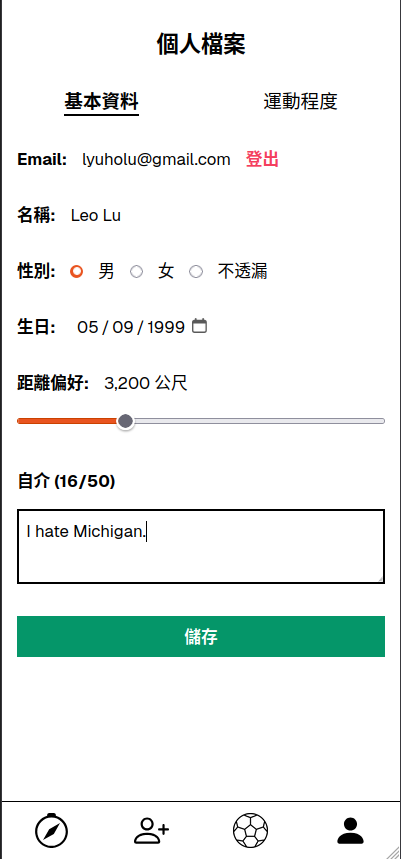 個人檔案
基本資料 運動程度
Email: lyuholu@gmail.com 登出
名稱: Leo Lu
性別: 男 女 不透漏
生日: 05 / 09 / 1999
距離偏好: 3,200 公尺
自介 (16/50)
I hate Michigan.
儲存